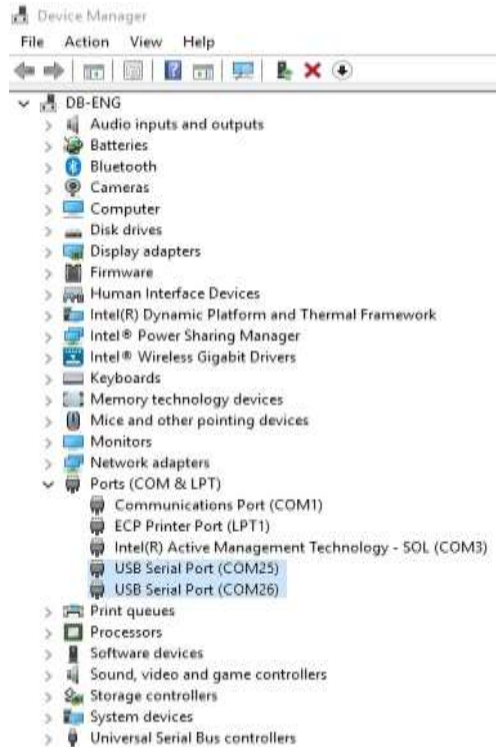 Device Manager
File Action View Help
DB-ENG
Audio inputs and outputs
Batteries
Bluetooth
Cameras
Computer
Disk drives
Display adapters
Firmware
Human Interface Devices
Intel(R) Dynamic Platform and Thermal Framework
Intel® Power Sharing Manager
Intel® Wireless Gigabit Drivers
Keyboards
Memory technology devices
Mice and other pointing devices
Monitors
Network adapters
Ports (COM & LPT)
Communications Port (COM1)
ECP Printer Port (LPT1)
Intel(R) Active Management Technology - SOL (COM3)
USB Serial Port (COM25)
USB Serial Port (COM26)
Print queues
Processors
Software devices
Sound, video and game controllers
Storage controllers
System devices
Universal Serial Bus controllers